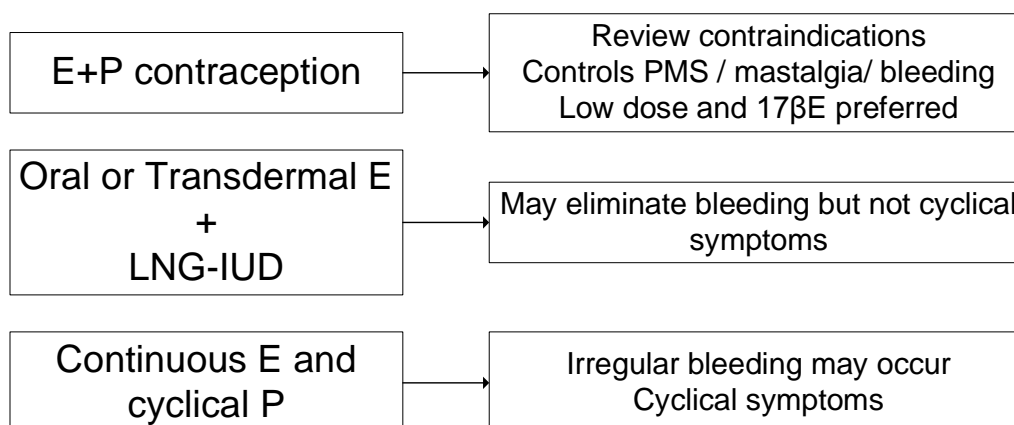 E+P contraception
Review contraindications
Controls PMS / mastalgia/ bleeding
Low dose and 17βE preferred
Oral or Transdermal E
+
LNG-IUD
May eliminate bleeding but not cyclical
symptoms
Continuous E and
cyclical P
Irregular bleeding may occur
Cyclical symptoms